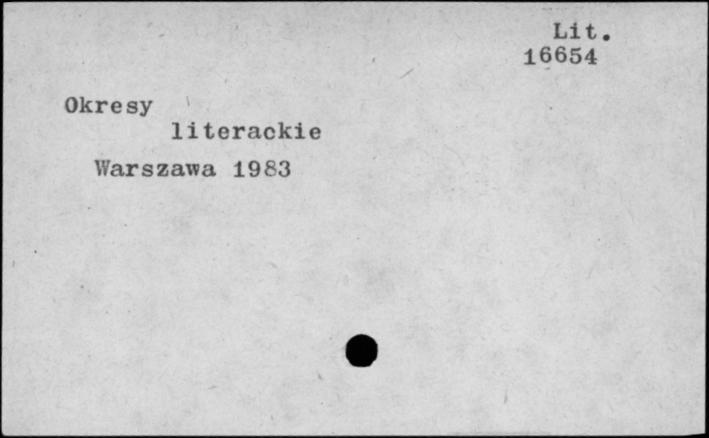 Lit.
16654
Okresy
literackie
Warszawa 1983